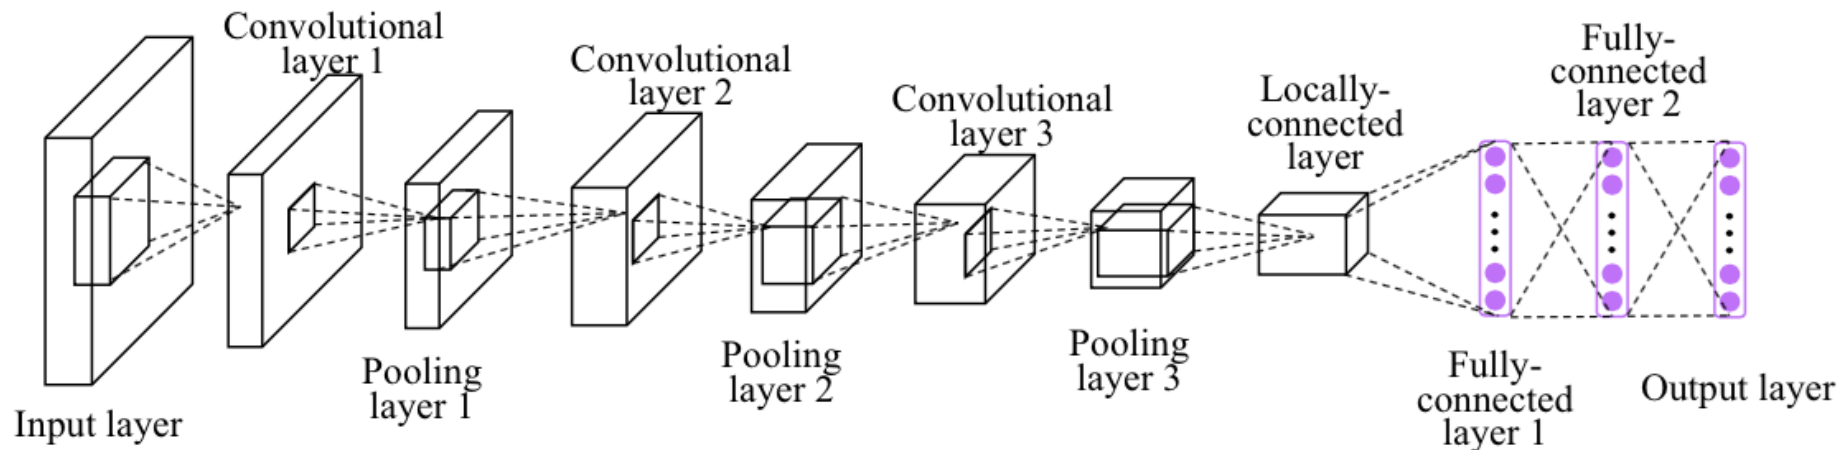 Input layer
Convolutional
layer 1
Pooling
layer 1
Convolutional
layer 2
Pooling
layer 2
Convolutional
layer 3
Pooling
layer 3
Locally-
connected
layer
Fully-
connected
layer 1
Fully-
connected
layer 2
Output layer